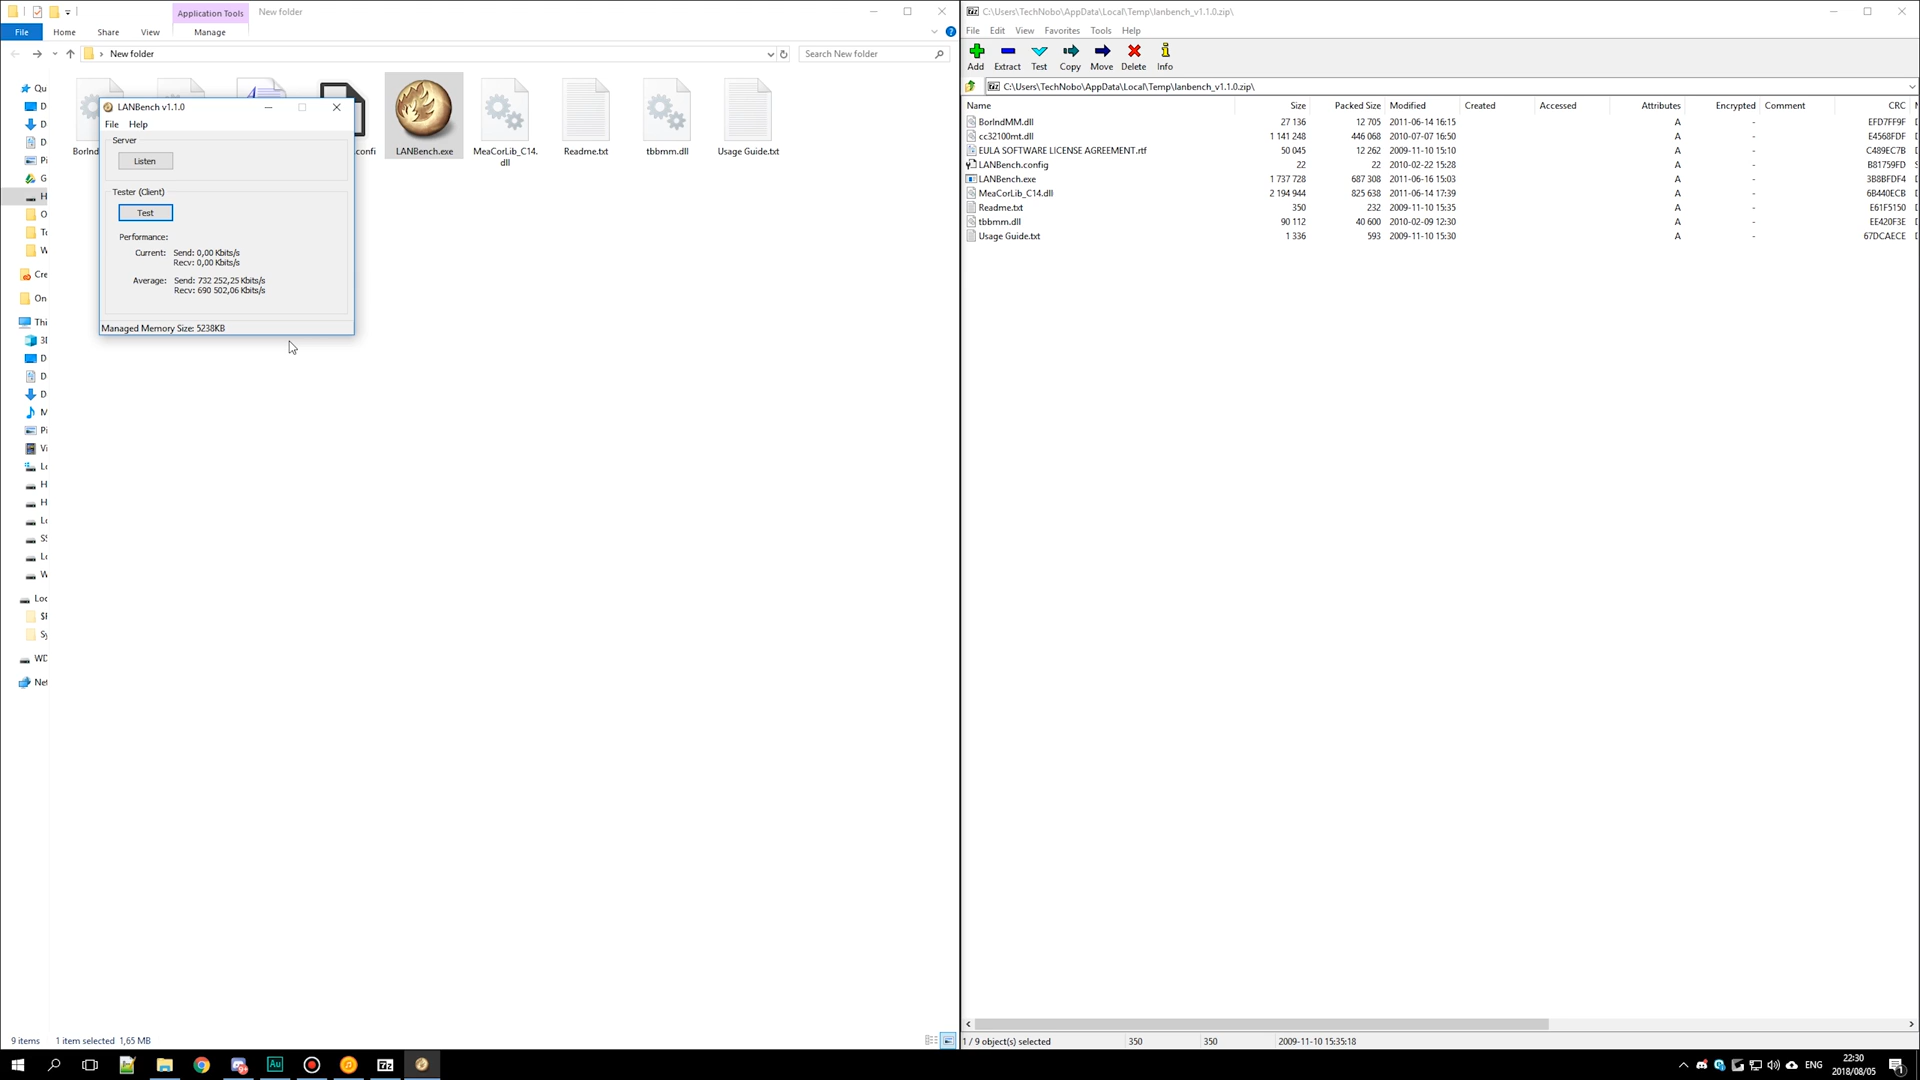 Application Tools
New folder
File
Home
Share
View
Manage
New folder
Search New folder
LANBench.exe
MeaCorLib_C14.
dll
Readme.txt
tbbmm.dll
Usage Guide.txt
LANBench v1.1.0
File
Help
Server
Listen
Tester (Client)
Test
Performance:
Current:
Send: 0,00 Kbits/s
Recv: 0,00 Kbits/s
Average:
Send: 732 252,25 Kbits/s
Recv: 690 502,06 Kbits/s
Managed Memory Size: 5238KB
9 items
1 item selected 1,65 MB
C:\Users\TechNobo\AppData\Local\Temp\lanbench_v1.1.0.zip\
File
Edit
View
Favorites
Tools
Help
Add
Extract
Test
Copy
Move
Delete
Info
C:\Users\TechNobo\AppData\Local\Temp\lanbench_v1.1.0.zip\
Name Size Packed Size Modified Created Accessed Attributes Encrypted Comment CRC
BorlndMM.dll 27 136 12 705 2011-06-14 16:15 A - EFD7FF9F
cc32100mt.dll 1 141 248 446 068 2010-07-07 16:50 A - E4568FDF
EULA SOFTWARE LICENSE AGREEMENT.rtf 50 045 12 262 2009-11-10 15:10 A - C489EC7B
LANBench.config 22 22 2010-02-22 15:28 A - B81759FD
LANBench.exe 1 737 728 687 308 2011-06-16 15:03 A - 3B8BFDF4
MeaCorLib_C14.dll 2 194 944 825 638 2011-06-14 17:39 A - 6B440ECB
Readme.txt 350 232 2009-11-10 15:35 A - E61F5150
tbbmm.dll 90 112 40 600 2010-02-09 12:30 A - EE420F3E
Usage Guide.txt 1 336 593 2009-11-10 15:30 A - 67DCAECE
1 / 9 object(s) selected 350 350 2009-11-10 15:35:18
ENG
22:30
2018/08/05